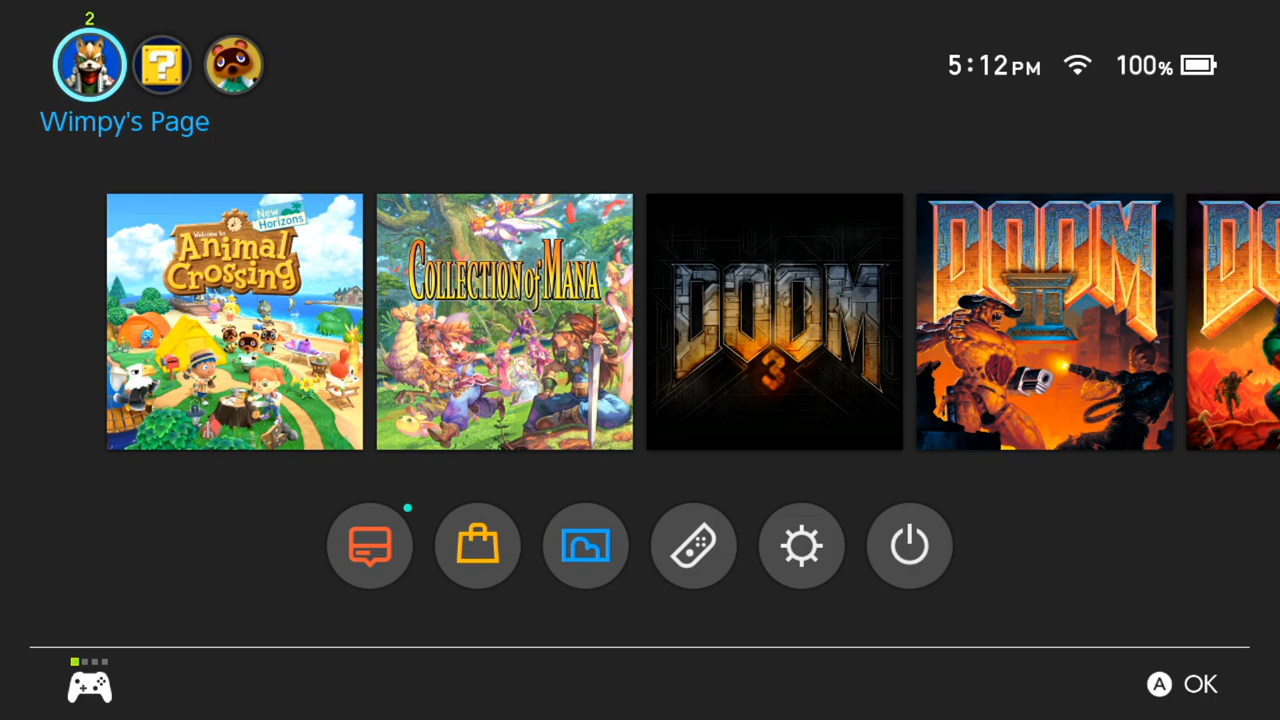 2
5:12PM
100%
Wimpy's Page
New
Horizons
Welcome to
Animal
Crossing
COLLECTION of MANA
DOOM
3
DOOM
II
DO
A OK